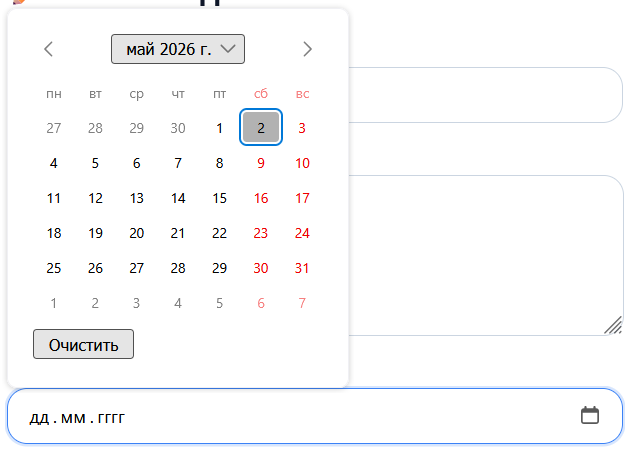 май 2026 г.
пн вт ср чт пт сб вс
27 28 29 30 1 2 3
4 5 6 7 8 9 10
11 12 13 14 15 16 17
18 19 20 21 22 23 24
25 26 27 28 29 30 31
1 2 3 4 5 6 7
Очистить
дд . мм . гггг